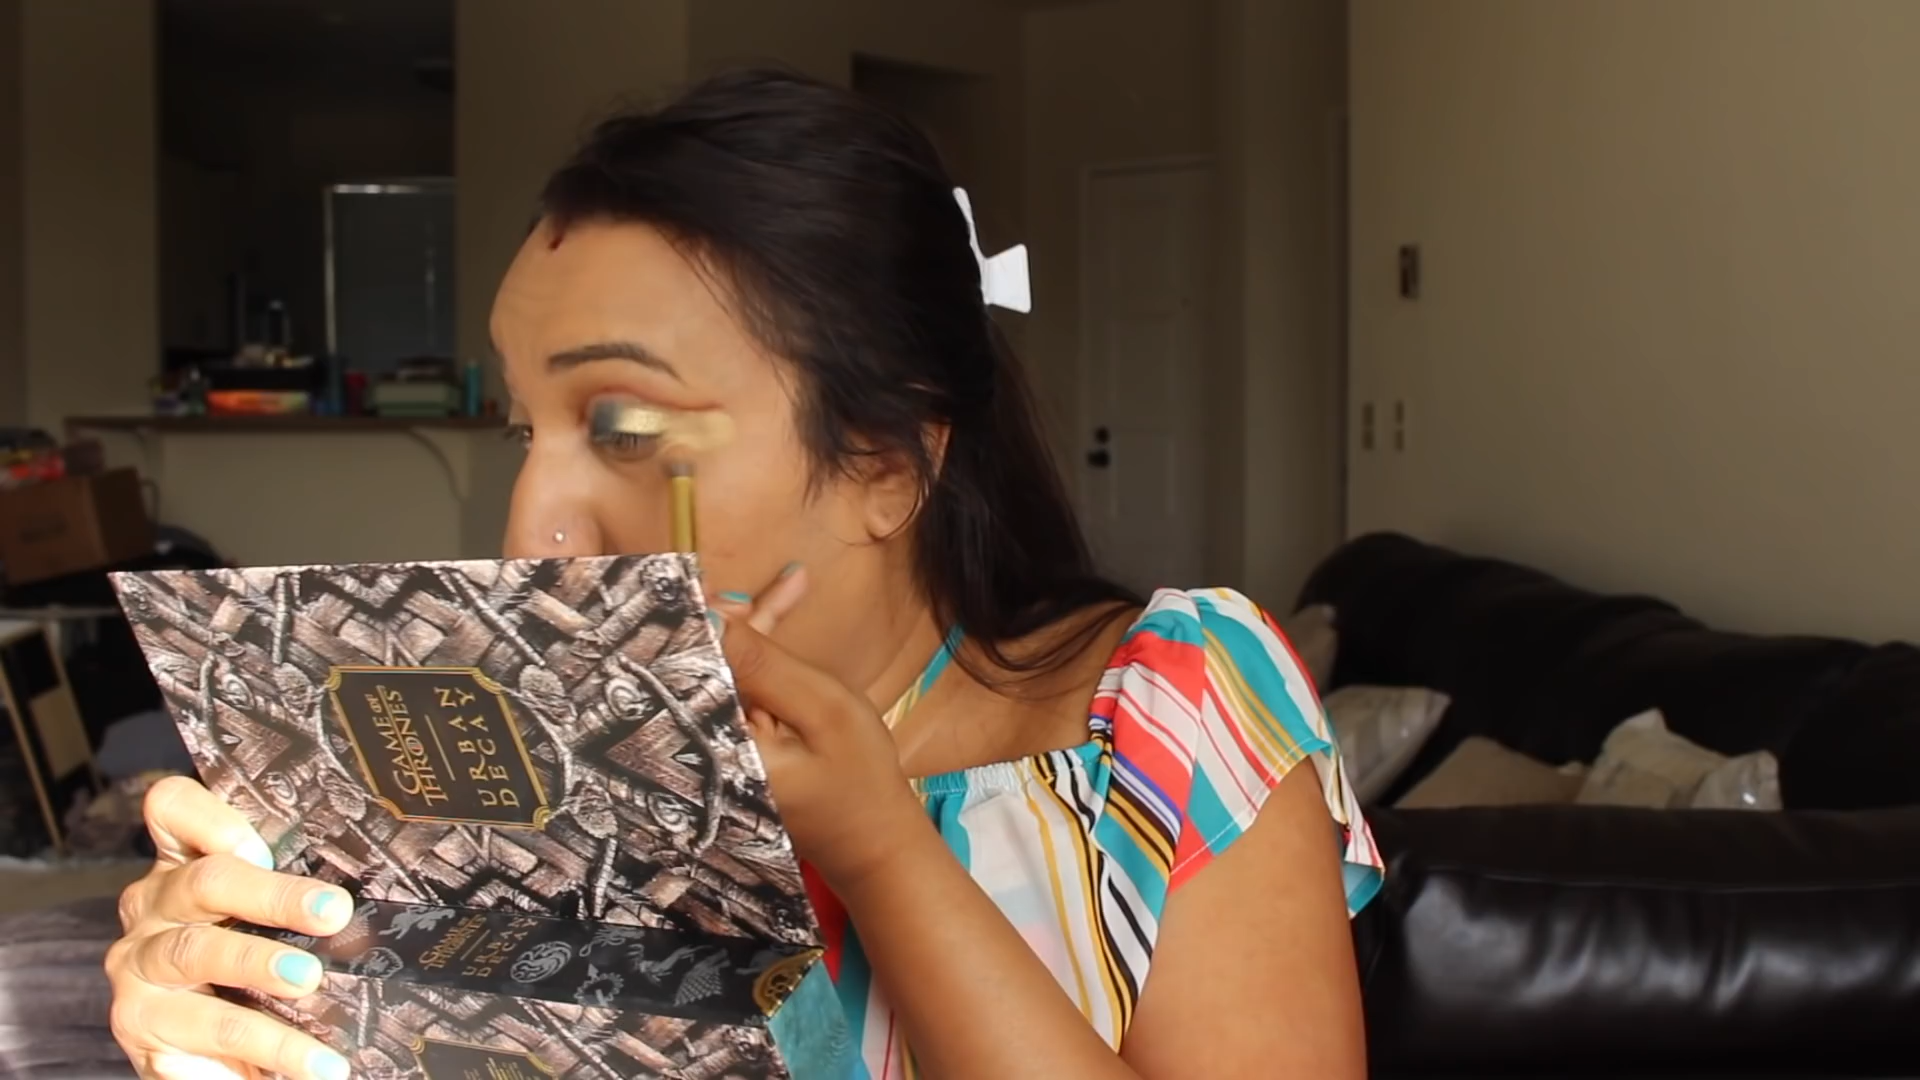 GAME OF
THRONES
URBAN
DECAY
GAME OF
THRONES
URBAN
DECAY